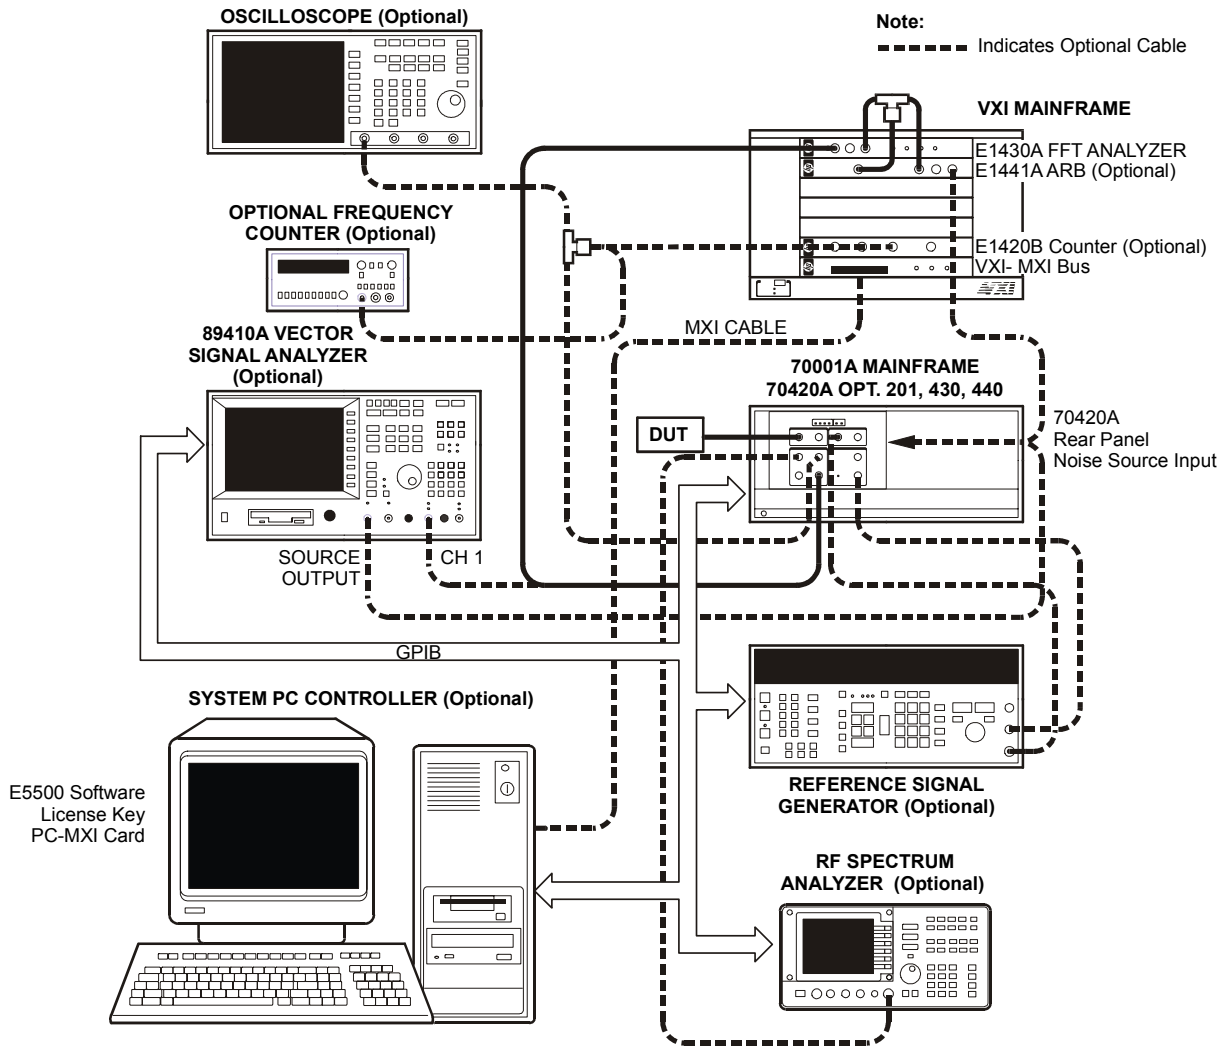 OSCILLOSCOPE (Optional)
Note:
Indicates Optional Cable
VXI MAINFRAME
E1430A FFT ANALYZER
E1441A ARB (Optional)
OPTIONAL FREQUENCY
COUNTER (Optional)
E1420B Counter (Optional)
VXI- MXI Bus
MXI CABLE
89410A VECTOR
SIGNAL ANALYZER
(Optional)
70001A MAINFRAME
70420A OPT. 201, 430, 440
DUT
70420A
Rear Panel
Noise Source Input
SOURCE
OUTPUT
CH 1
GPIB
SYSTEM PC CONTROLLER (Optional)
E5500 Software
License Key
PC-MXI Card
REFERENCE SIGNAL
GENERATOR (Optional)
RF SPECTRUM
ANALYZER (Optional)